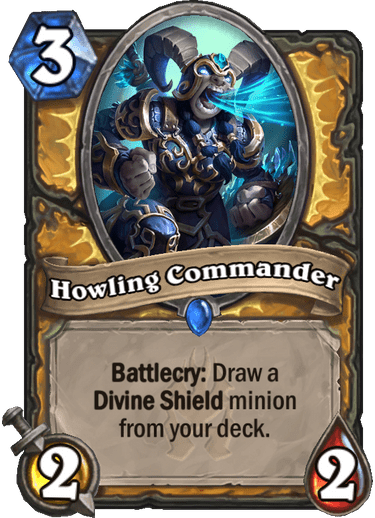 3
Howling Commander
Battlecry: Draw a
Divine Shield minion
from your deck.
2
2